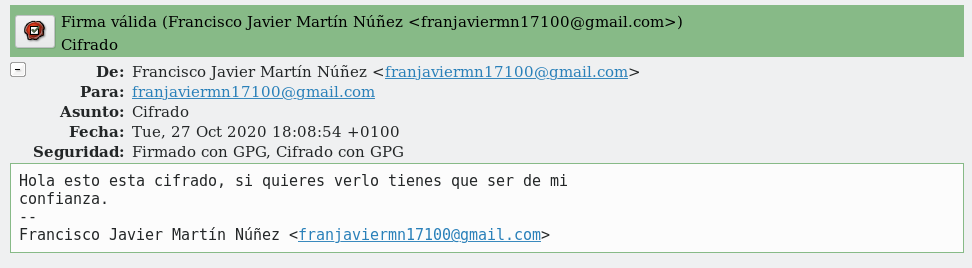 Firma válida (Francisco Javier Martín Núñez <franjaviermn17100@gmail.com>)
Cifrado
De: Francisco Javier Martín Núñez <franjaviermn17100@gmail.com>
Para: franjaviermn17100@gmail.com
Asunto: Cifrado
Fecha: Tue, 27 Oct 2020 18:08:54 +0100
Seguridad: Firmado con GPG, Cifrado con GPG
Hola esto esta cifrado, si quieres verlo tienes que ser de mi
confianza.
--
Francisco Javier Martín Núñez <franjaviermn17100@gmail.com>